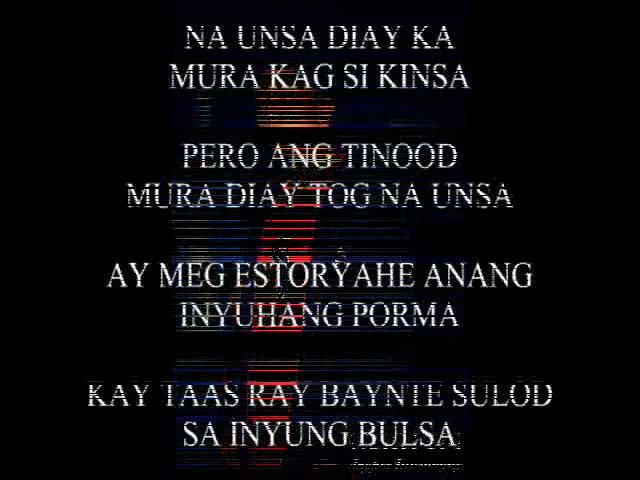 NA UNSA DIAY KA
MURA KAG SI KINSA
PERO ANG TINOOD
MURA DIAY TOG NA UNSA
AY MEG ESTORYAHE ANANG
INYUHANG PORMA
KAY TAAS RAY BAYNTE SULOD
SA INYUNG BULSA